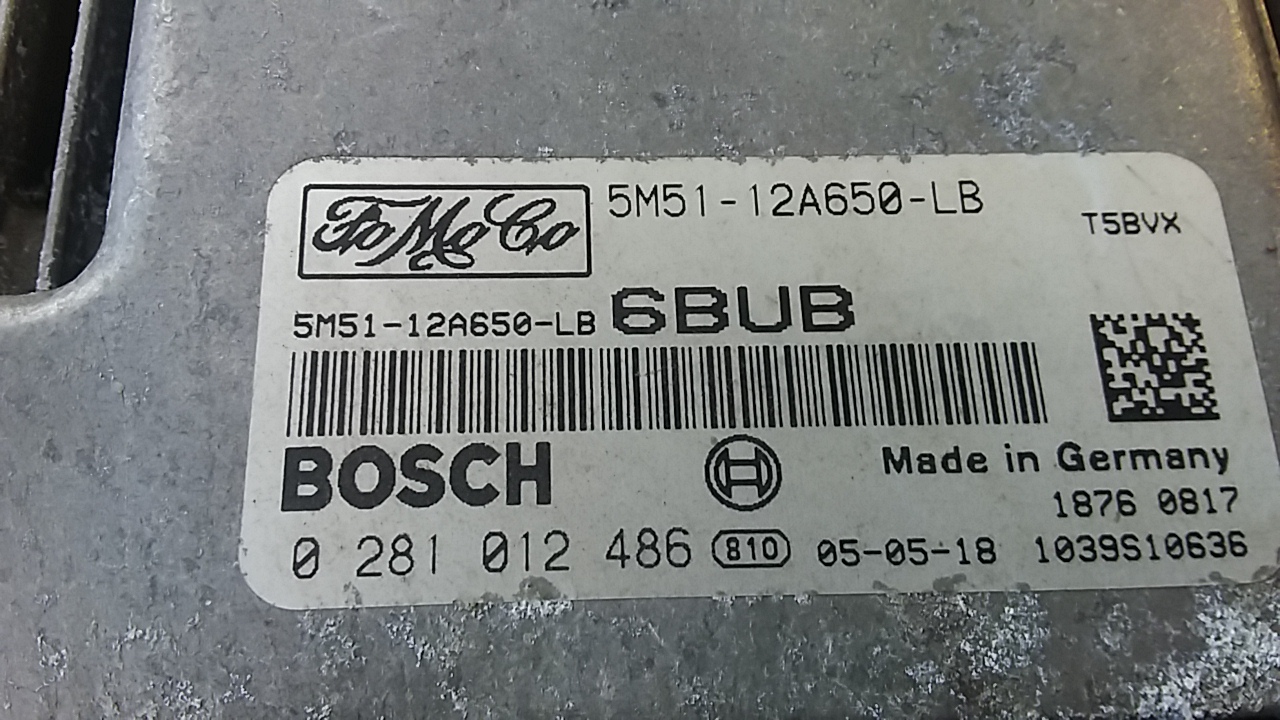 FoMoCo 5M51-12A650-LB
T5BVX
5M51-12A650-LB 6BUB
BOSCH
Made in Germany
1876 0817
0 281 012 486 810 05-05-18 1039S10636